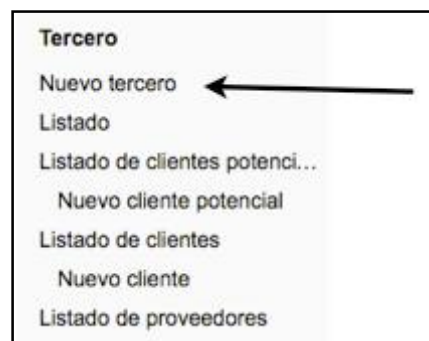 Tercero
Nuevo tercero
Listado
Listado de clientes potenci...
Nuevo cliente potencial
Listado de clientes
Nuevo cliente
Listado de proveedores